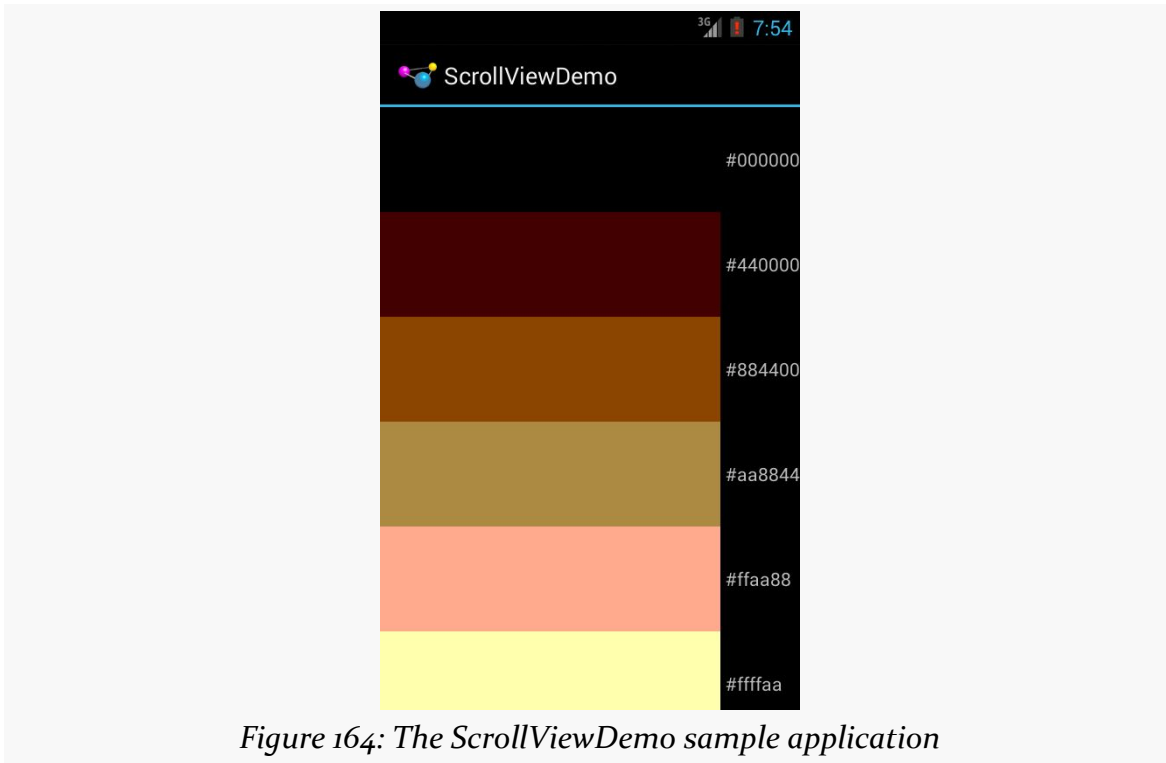 3G 7:54
ScrollViewDemo
#000000
#440000
#884400
#aa8844
#ffaa88
#ffffaa
Figure 164: The ScrollViewDemo sample application